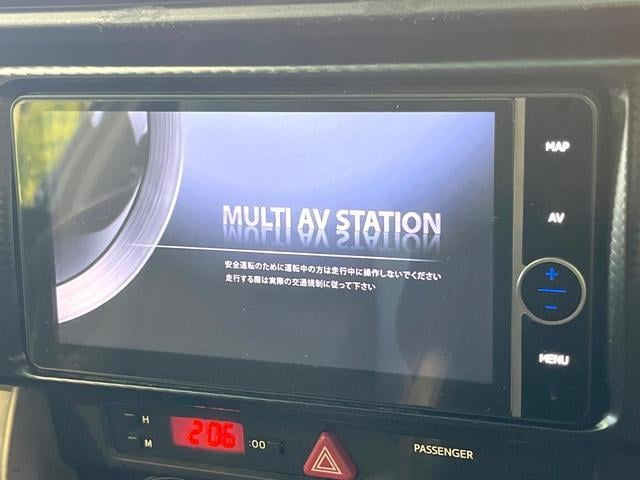 MULTI AV STATION
安全運転のために運転中の方は走行中に操作しないでください
走行する際は実際の交通規制に従って下さい
MAP
AV
+
−
MENU
H
M
2:06
:00
PASSENGER